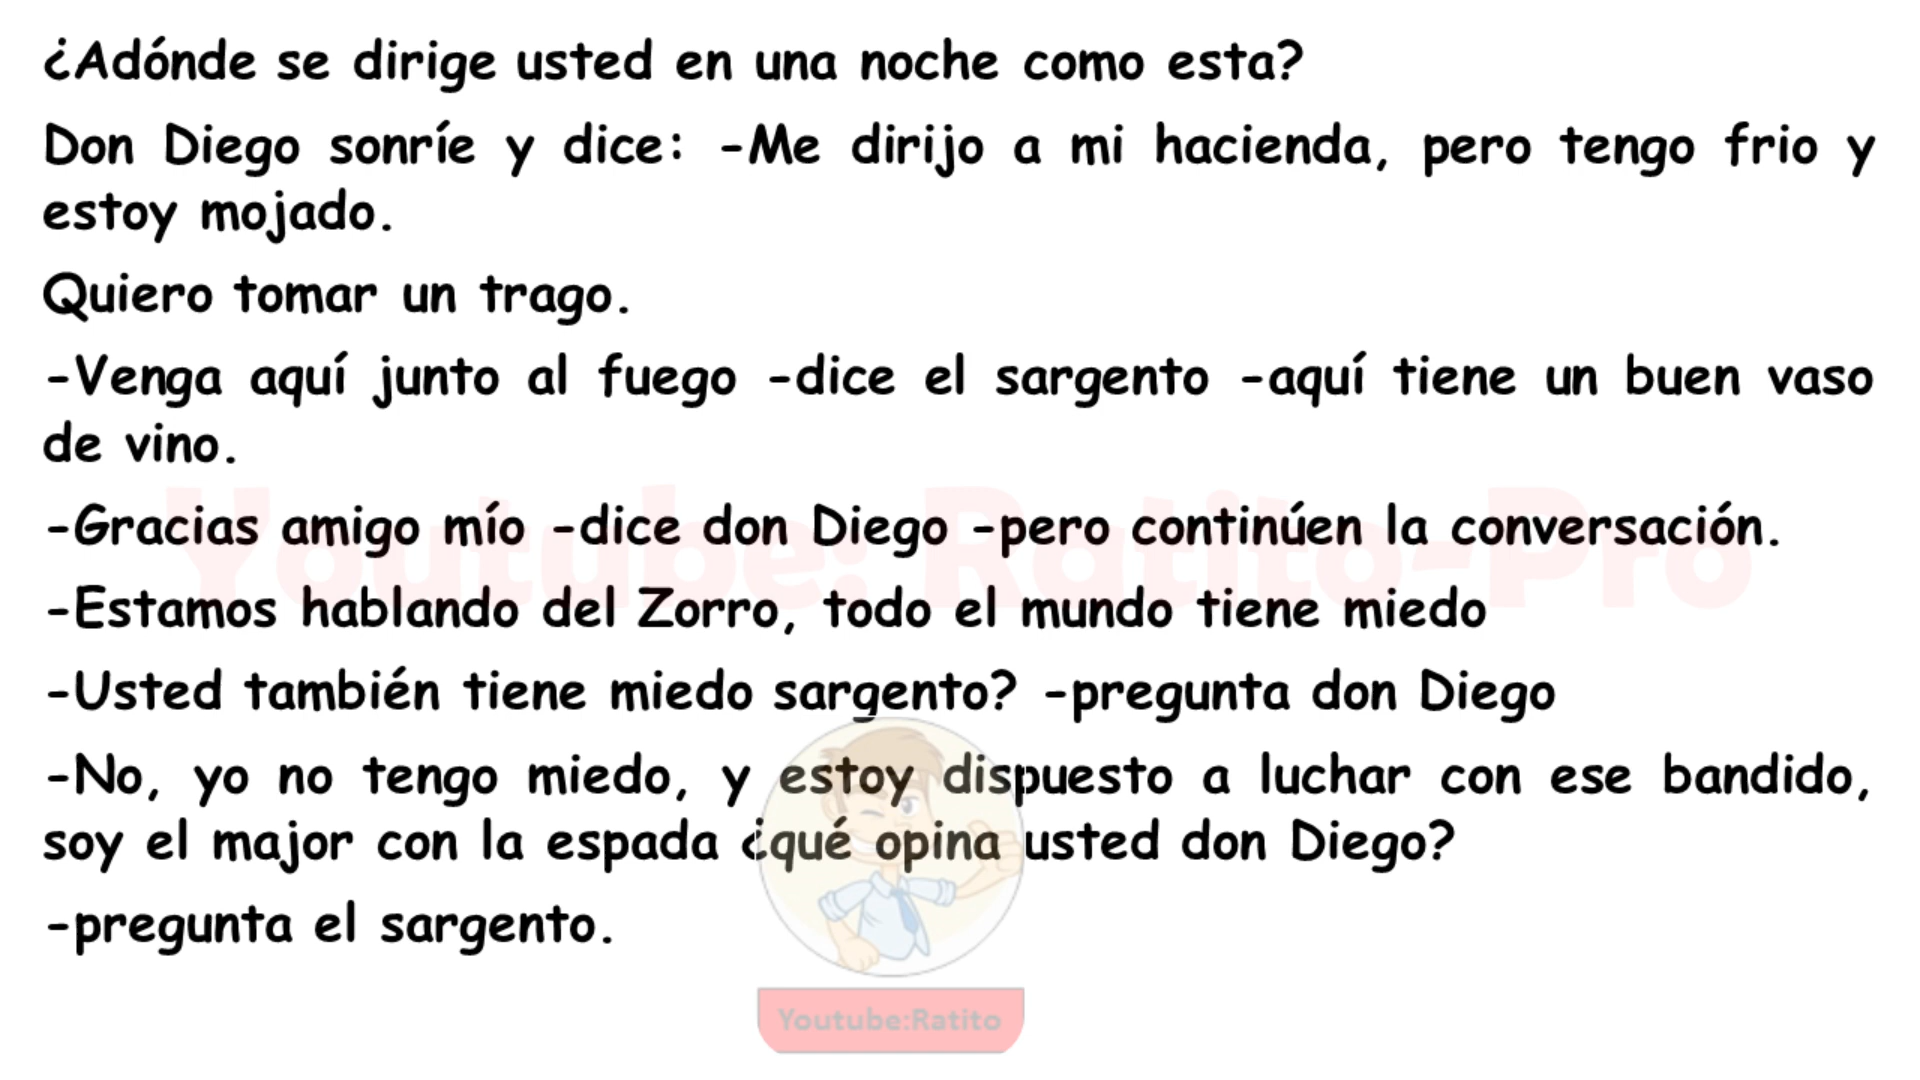 ¿Adónde se dirige usted en una noche como esta?
Don Diego sonríe y dice: -Me dirijo a mi hacienda, pero tengo frio y
estoy mojado.
Quiero tomar un trago.
-Venga aquí junto al fuego -dice el sargento -aquí tiene un buen vaso
de vino.
-Gracias amigo mío -dice don Diego -pero continúen la conversación.
Youtube: Ratito-Pro
-Estamos hablando del Zorro, todo el mundo tiene miedo
-Usted también tiene miedo sargento? -pregunta don Diego
-No, yo no tengo miedo, y estoy dispuesto a luchar con ese bandido,
soy el major con la espada ¿qué opina usted don Diego?
-pregunta el sargento.
Youtube:Ratito